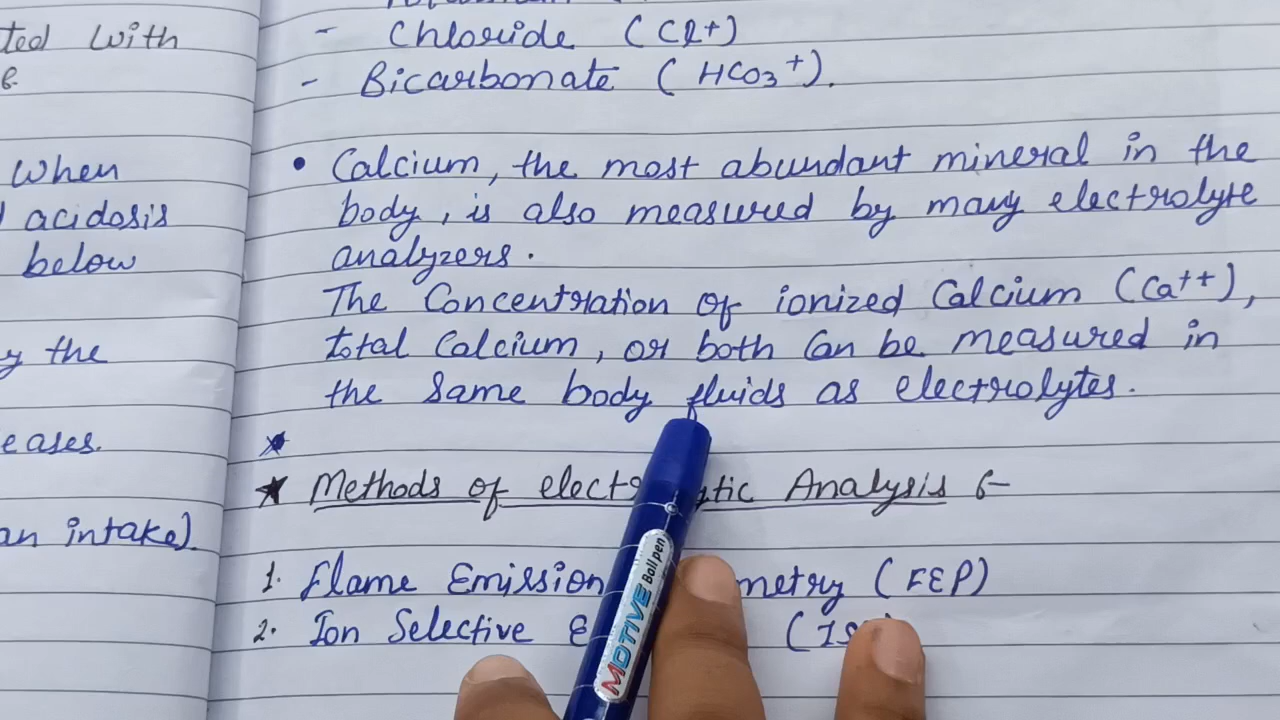 ted with
- Chloride (Cl+)
- Bicarbonate (HCO3+).
When
• Calcium, the most abundant mineral in the
acidosis
body, is also measured by many electrolyte
below
analyzers.
The Concentration of ionized Calcium (Ca++),
y the
total Calcium, or both Can be measured in
the Same body fluids as electrolytes.
eases.
★ Methods of Analysis :-
an intake).
1. Flame Emission (FEP)
2. Ion Selective
MOTIVE Ball pen